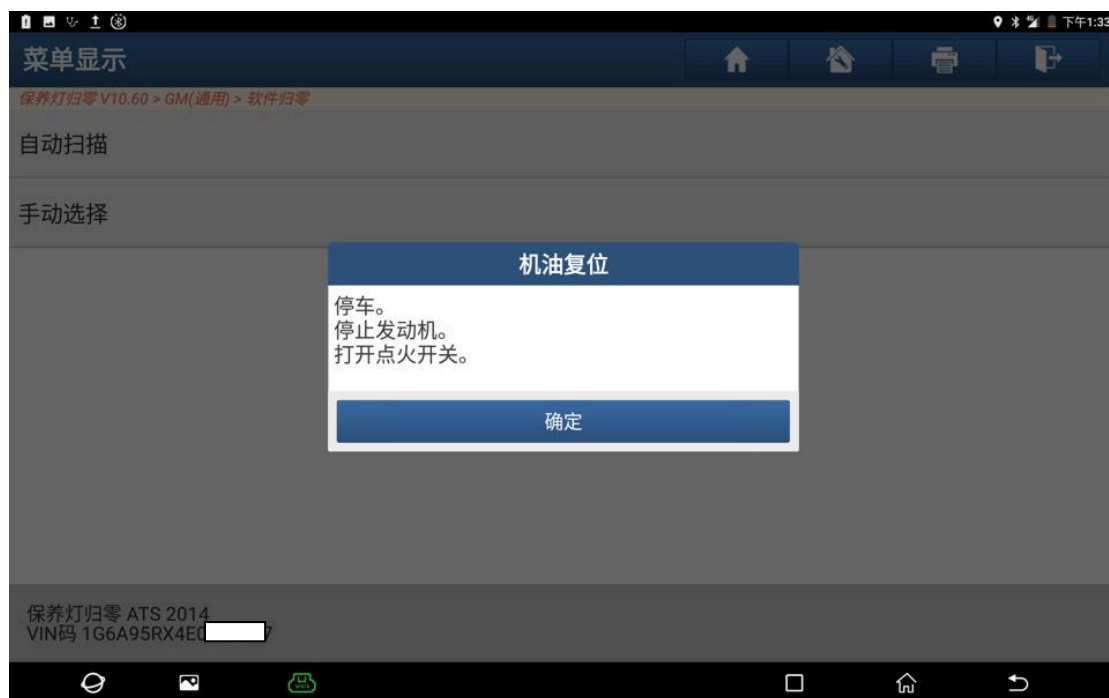 下午1:33
菜单显示
保养灯归零 V10.60 > GM(通用) > 软件归零
自动扫描
手动选择
机油复位
停车。
停止发动机。
打开点火开关。
确定
保养灯归零 ATS 2014
VIN码 1G6A95RX4E0 7
VCI